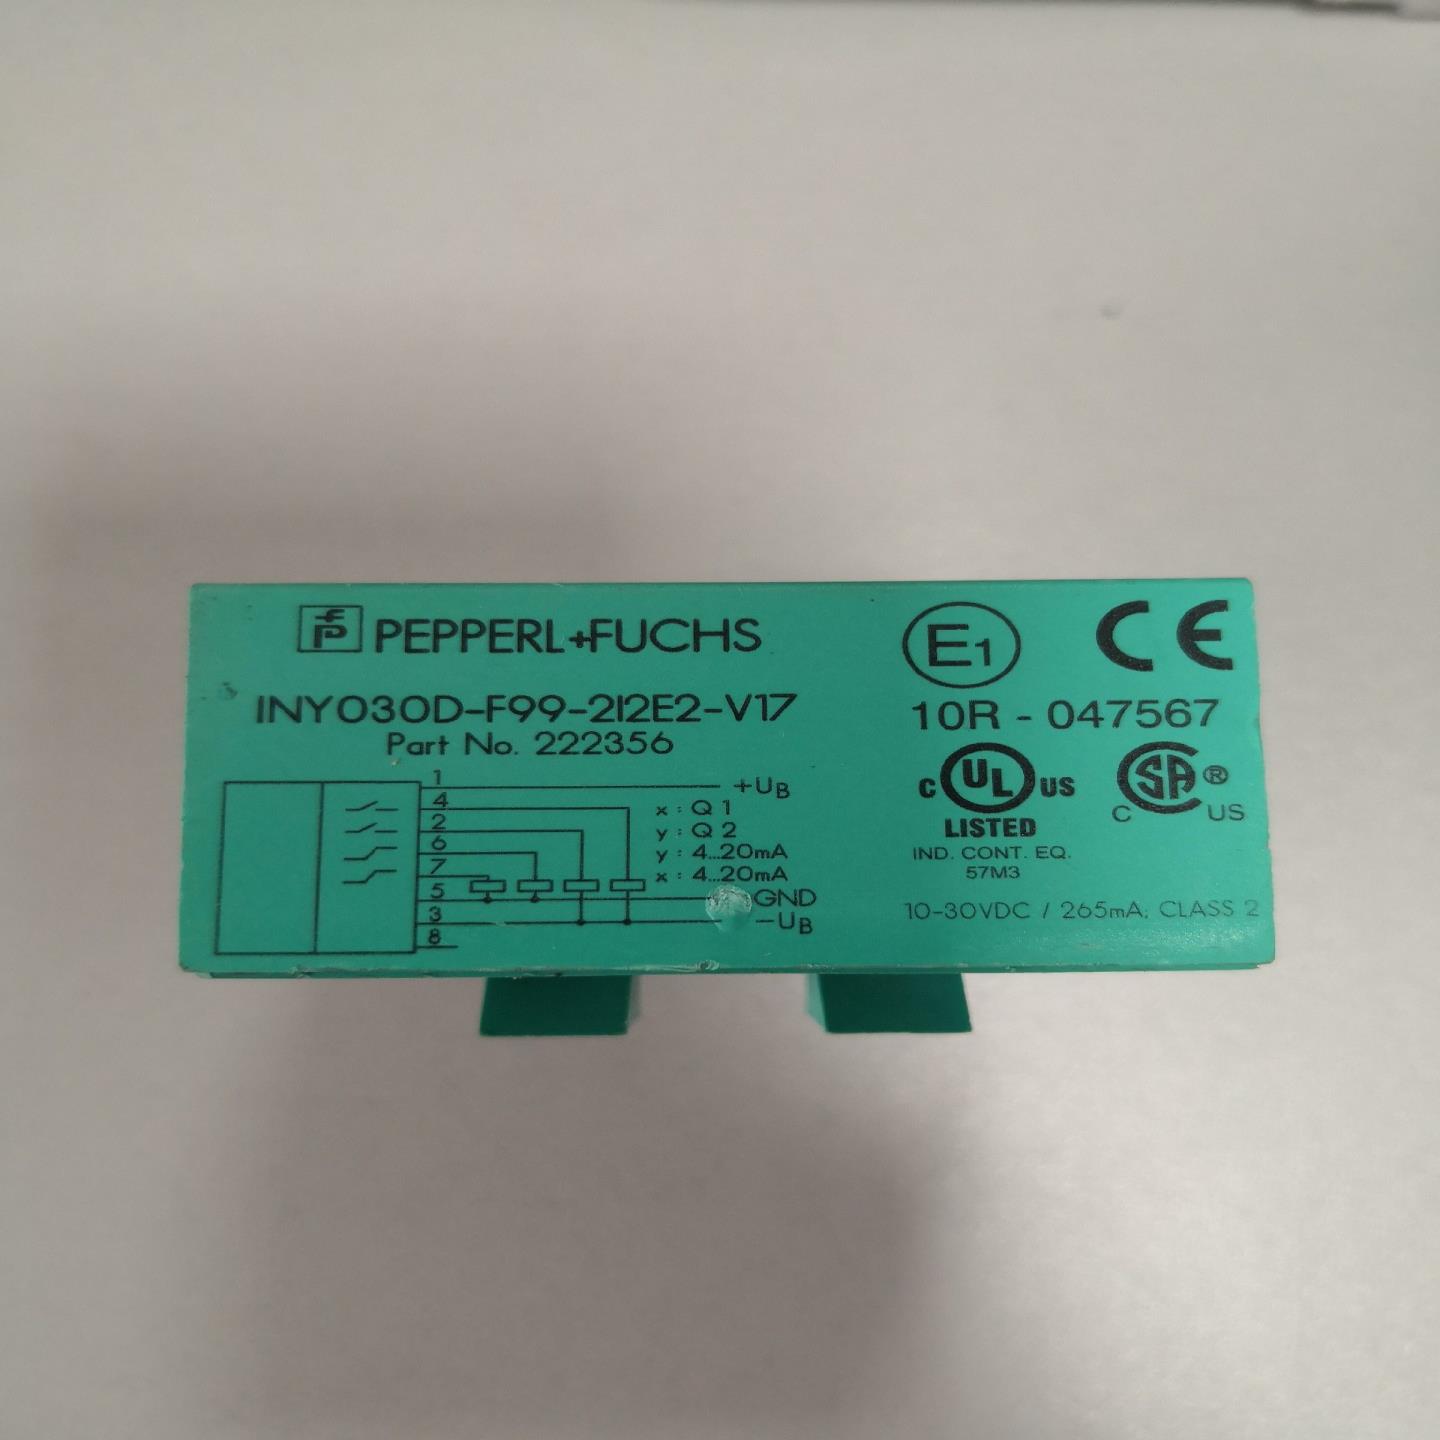 fP PEPPERL+FUCHS
INY030D-F99-2I2E2-V17
Part No. 222356
1
+UB
4
x : Q 1
2
y : Q 2
6
y : 4...20mA
7
x : 4...20mA
5
GND
3
-UB
8
E1
CE
10R - 047567
C UL US
LISTED
IND. CONT. EQ.
57M3
C SA ® US
10-30VDC / 265mA; CLASS 2